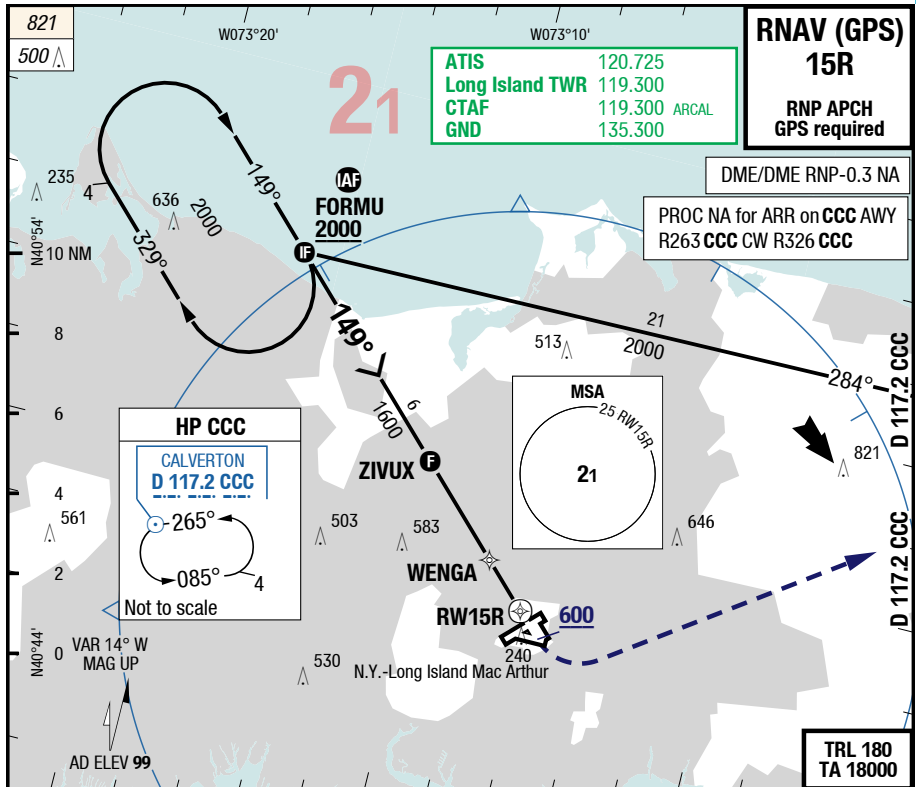 821
500
W073°20'
W073°10'
21
ATIS 120.725
Long Island TWR 119.300
CTAF 119.300 ARCAL
GND 135.300
RNAV (GPS)
15R
RNP APCH
GPS required
DME/DME RNP-0.3 NA
PROC NA for ARR on CCC AWY
R263 CCC CW R326 CCC
235
4
636
2000
329°
149°
IAF
FORMU
2000
IF
N40°54'
10 NM
8
6
4
2
0
N40°44'
149°
6
1600
21
2000
284°
D 117.2 CCC
513
MSA
25 RW15R
21
821
HP CCC
CALVERTON
D 117.2 CCC
265°
085°
4
Not to scale
ZIVUX
F
561
503
583
646
WENGA
D 117.2 CCC
RW15R
600
240
N.Y.-Long Island Mac Arthur
530
VAR 14° W
MAG UP
AD ELEV 99
TRL 180
TA 18000